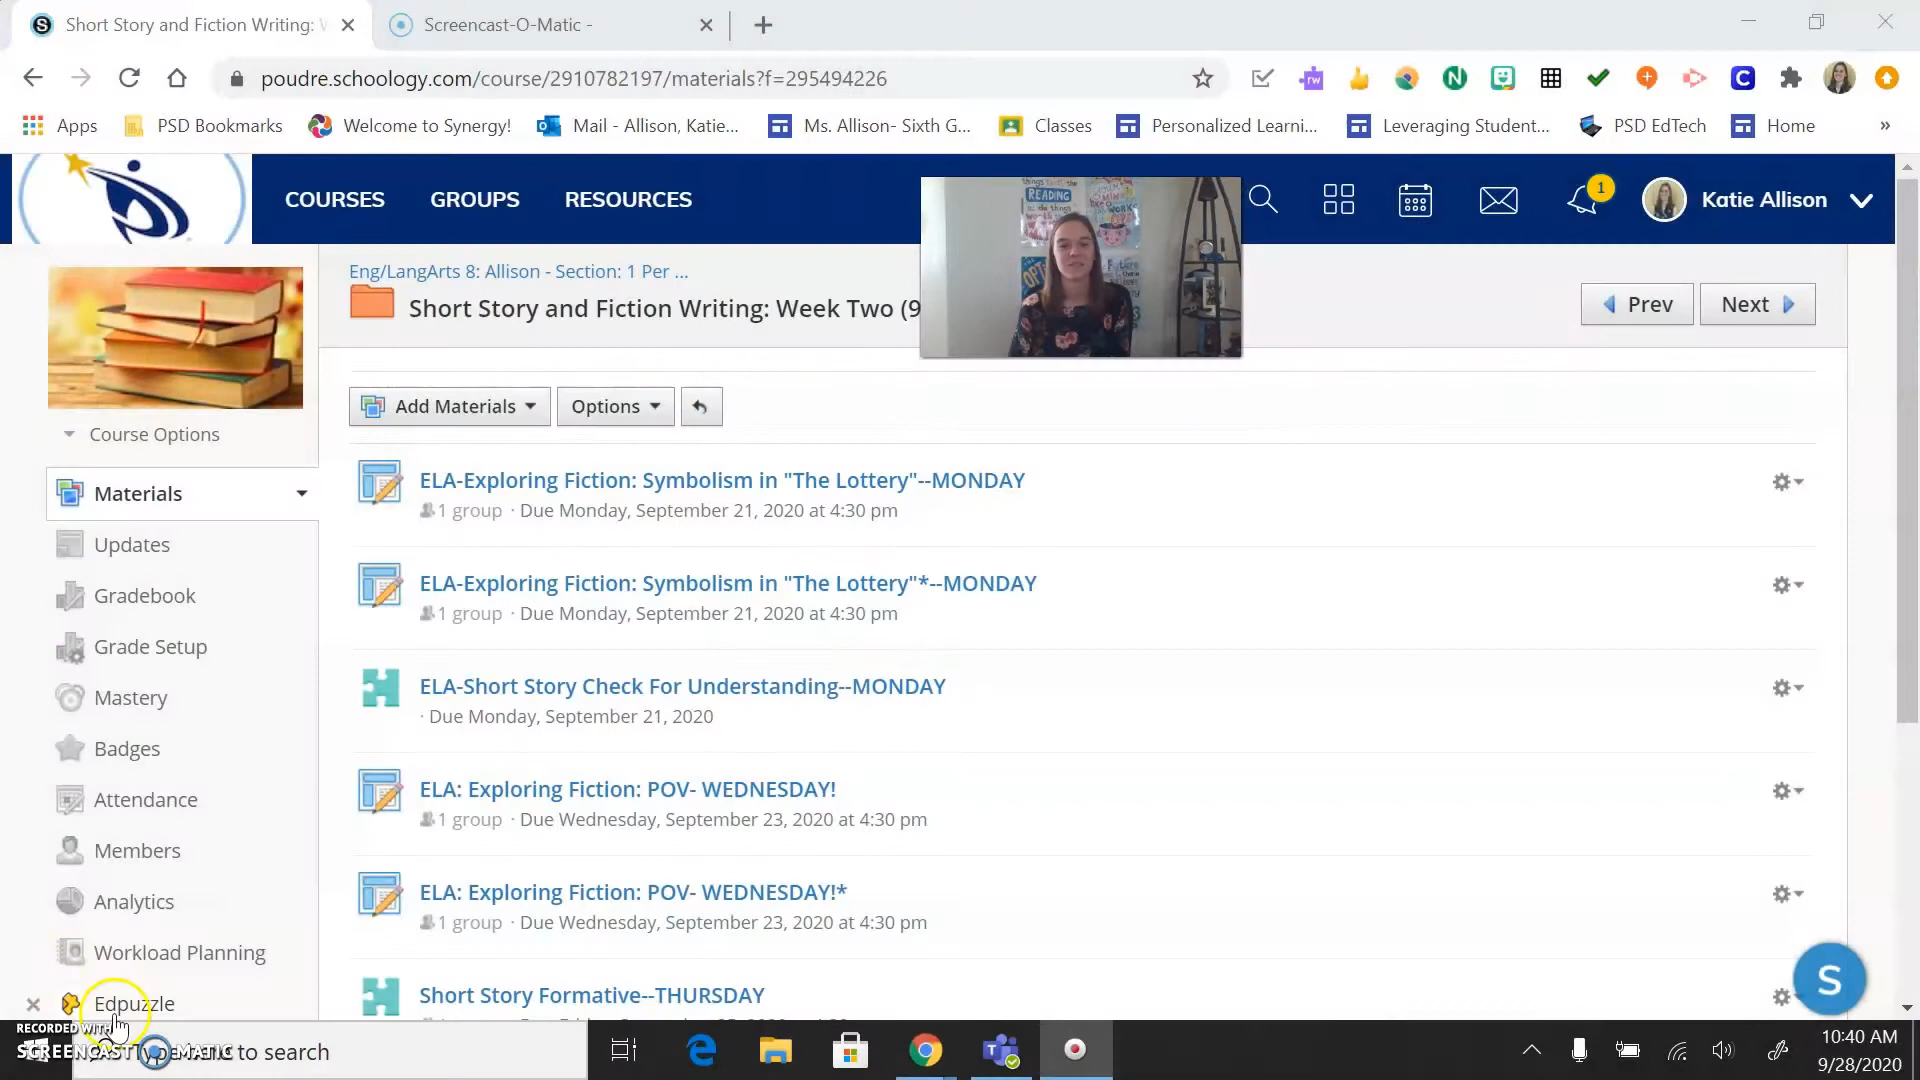 Short Story and Fiction Writing: W
Screencast-O-Matic -
poudre.schoology.com/course/2910782197/materials?f=295494226
Apps
PSD Bookmarks
Welcome to Synergy!
Mail - Allison, Katie...
Ms. Allison- Sixth G...
Classes
Personalized Learni...
Leveraging Student...
PSD EdTech
Home
»
COURSES
GROUPS
RESOURCES
READING
1
Katie Allison
Eng/LangArts 8: Allison - Section: 1 Per ...
Short Story and Fiction Writing: Week Two (9
Prev
Next
Course Options
Materials
Updates
Gradebook
Grade Setup
Mastery
Badges
Attendance
Members
Analytics
Workload Planning
Edpuzzle
Add Materials
Options
ELA-Exploring Fiction: Symbolism in "The Lottery"--MONDAY
1 group · Due Monday, September 21, 2020 at 4:30 pm
ELA-Exploring Fiction: Symbolism in "The Lottery"*--MONDAY
1 group · Due Monday, September 21, 2020 at 4:30 pm
ELA-Short Story Check For Understanding--MONDAY
· Due Monday, September 21, 2020
ELA: Exploring Fiction: POV- WEDNESDAY!
1 group · Due Wednesday, September 23, 2020 at 4:30 pm
ELA: Exploring Fiction: POV- WEDNESDAY!*
1 group · Due Wednesday, September 23, 2020 at 4:30 pm
Short Story Formative--THURSDAY
S
RECORDED WITH
SCREENCAST-O-MATIC
to search
10:40 AM
9/28/2020